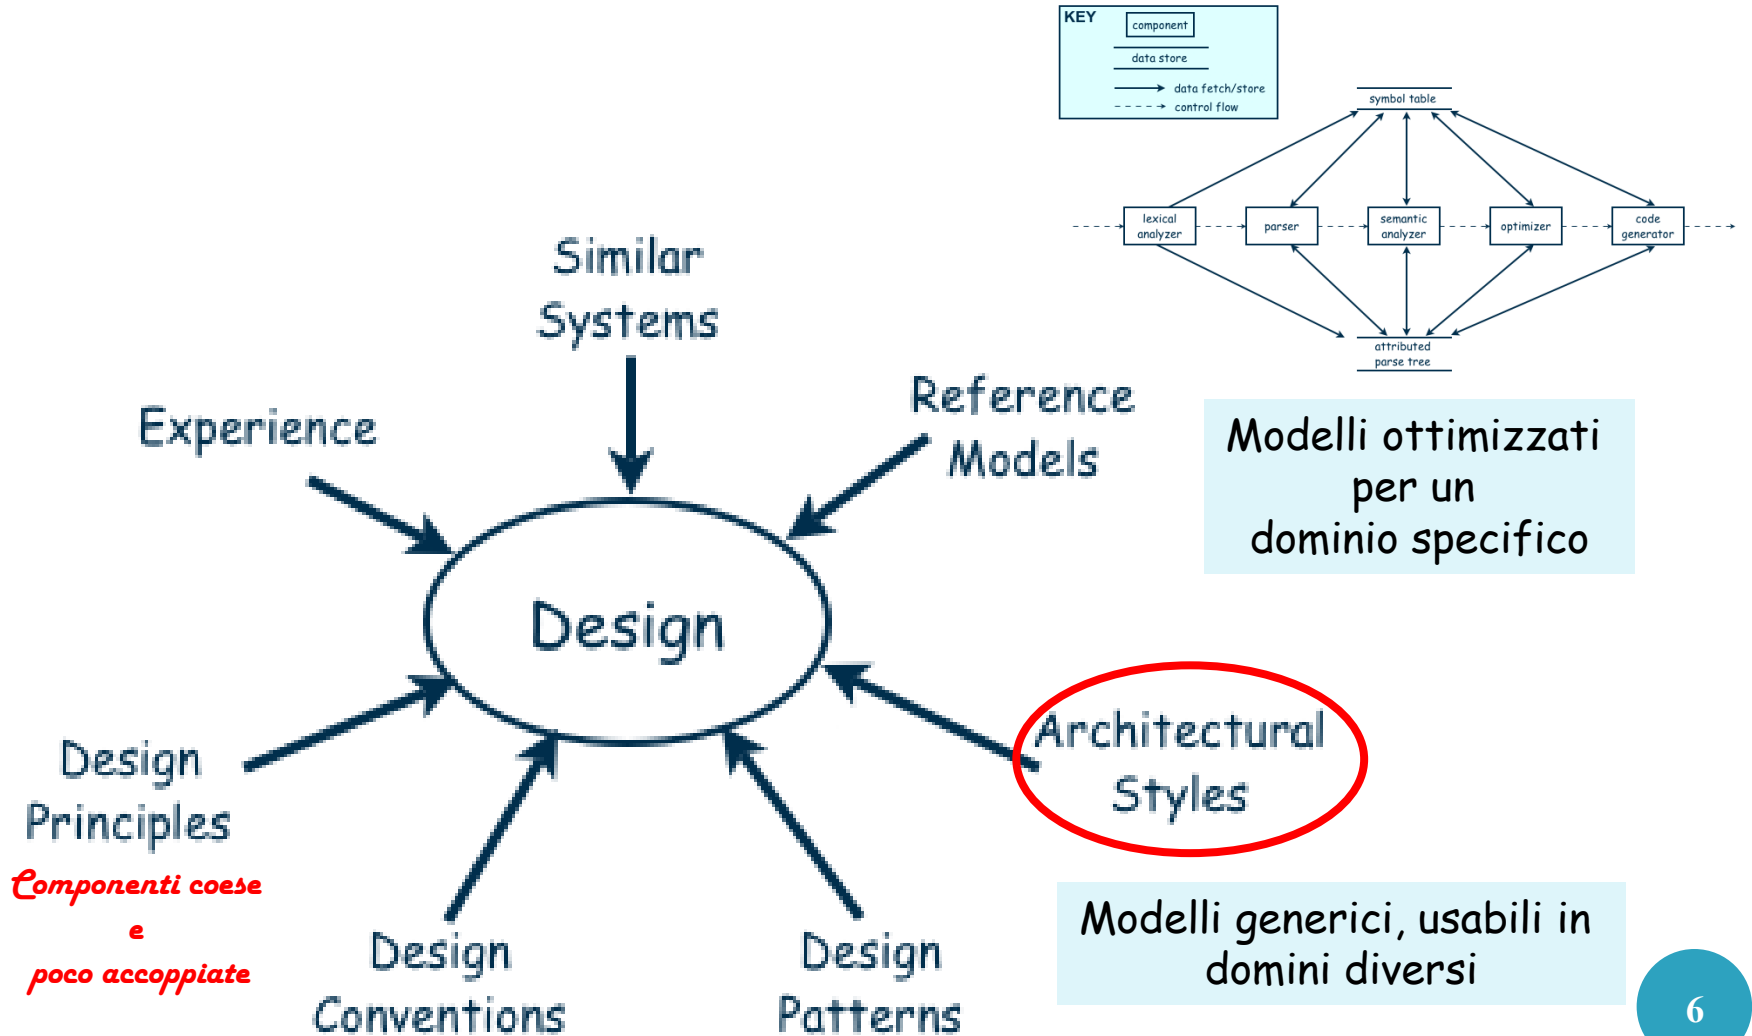 KEY
component
data store
data fetch/store
control flow
symbol table
lexical
analyzer
parser
semantic
analyzer
optimizer
code
generator
attributed
parse tree
Similar
Systems
Experience
Reference
Models
Modelli ottimizzati
per un
dominio specifico
Design
Architectural
Styles
Design
Principles
Componenti coese
e
poco accoppiate
Design
Conventions
Design
Patterns
Modelli generici, usabili in
domini diversi
6